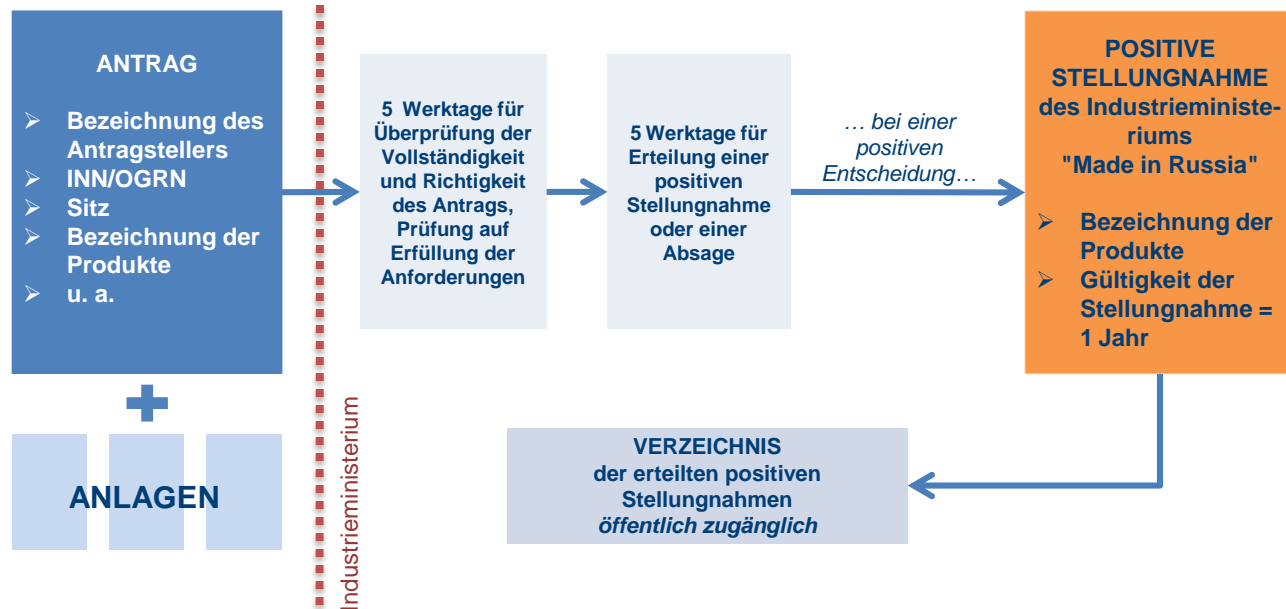 ANTRAG
➢ Bezeichnung des
Antragstellers
➢ INN/OGRN
➢ Sitz
➢ Bezeichnung der
Produkte
➢ u. a.
ANLAGEN
Industrieministerium
5 Werktage für
Überprüfung der
Vollständigkeit
und Richtigkeit
des Antrags,
Prüfung auf
Erfüllung der
Anforderungen
5 Werktage für
Erteilung einer
positiven
Stellungnahme
oder einer
Absage
… bei einer
positiven
Entscheidung…
POSITIVE
STELLUNGNAHME
des Industrieministe-
riums
"Made in Russia"
➢ Bezeichnung der
Produkte
➢ Gültigkeit der
Stellungnahme =
1 Jahr
VERZEICHNIS
der erteilten positiven
Stellungnahmen
öffentlich zugänglich